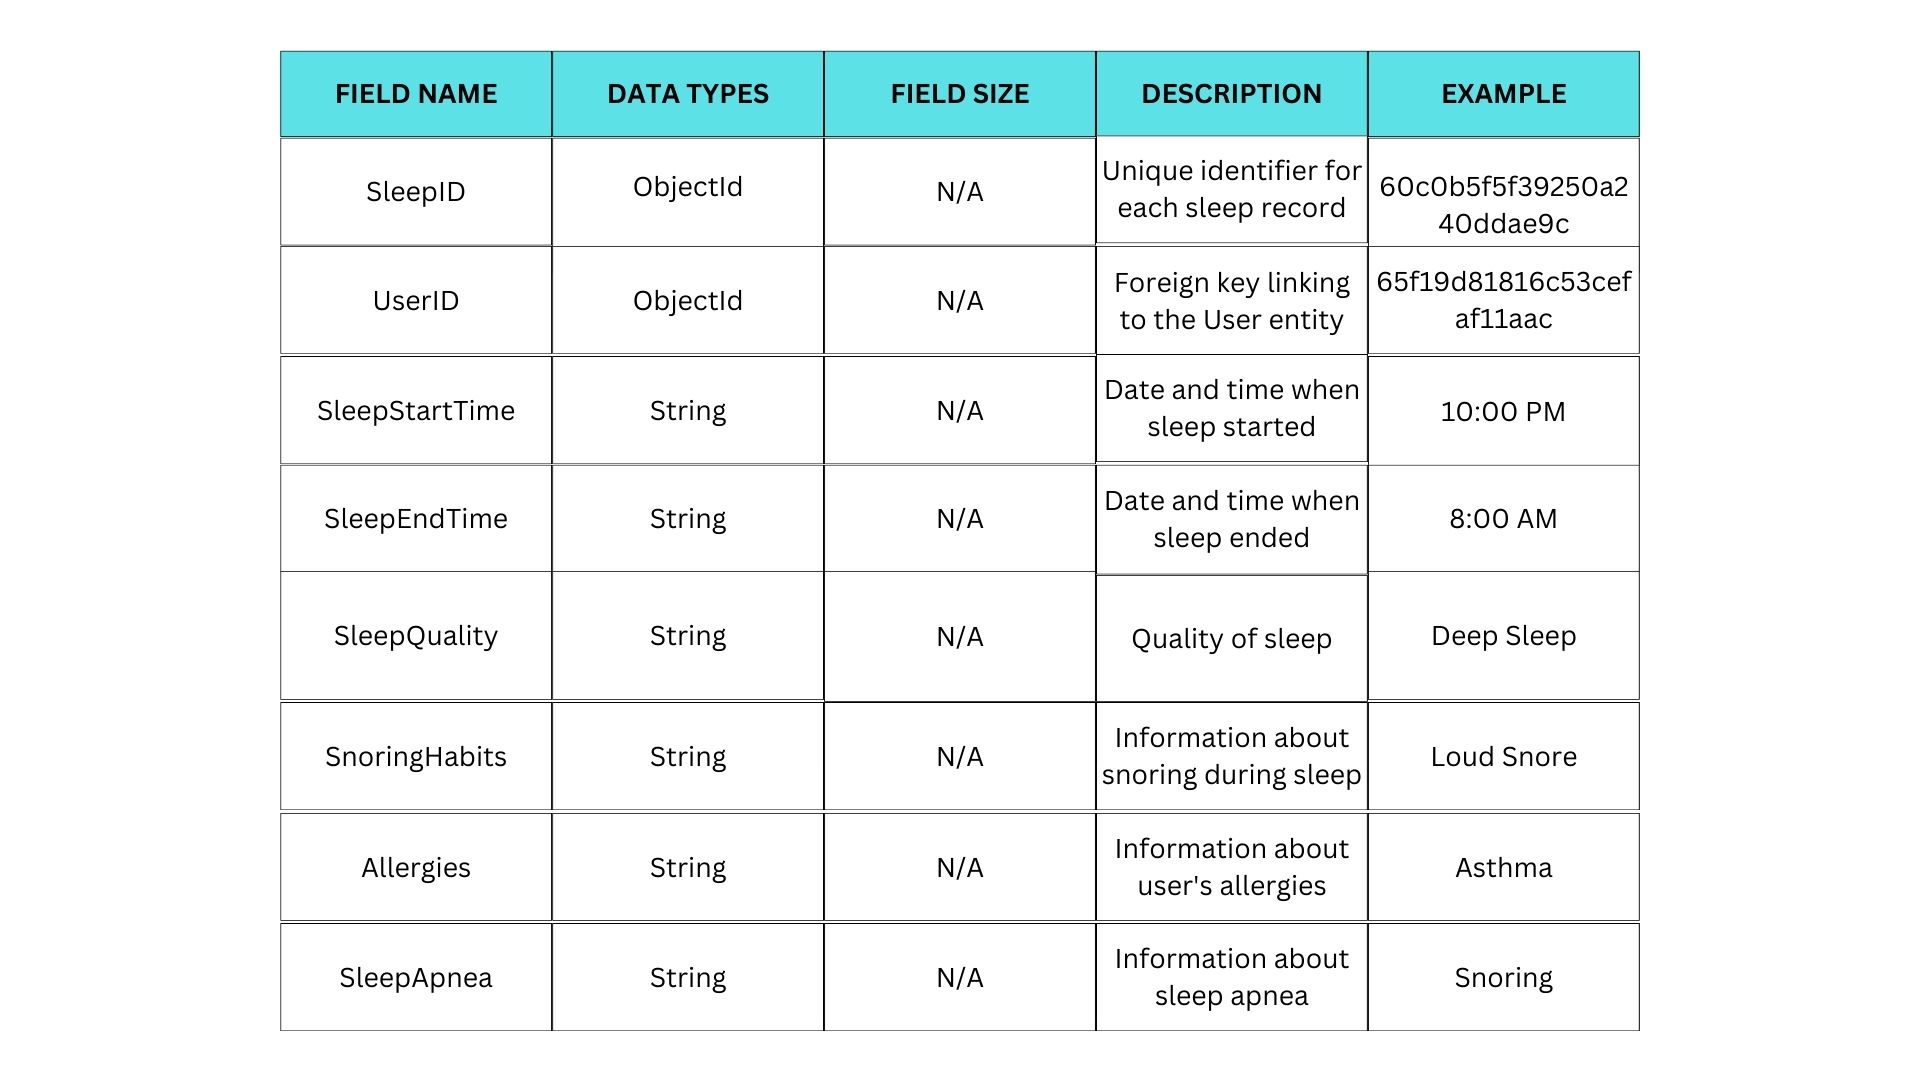 FIELD NAME DATA TYPES FIELD SIZE DESCRIPTION EXAMPLE
SleepID ObjectId N/A Unique identifier for
each sleep record 60c0b5f5f39250a2
40ddae9c
UserID ObjectId N/A Foreign key linking
to the User entity 65f19d81816c53cef
af11aac
SleepStartTime String N/A Date and time when
sleep started 10:00 PM
SleepEndTime String N/A Date and time when
sleep ended 8:00 AM
SleepQuality String N/A Quality of sleep Deep Sleep
SnoringHabits String N/A Information about
snoring during sleep Loud Snore
Allergies String N/A Information about
user's allergies Asthma
SleepApnea String N/A Information about
sleep apnea Snoring